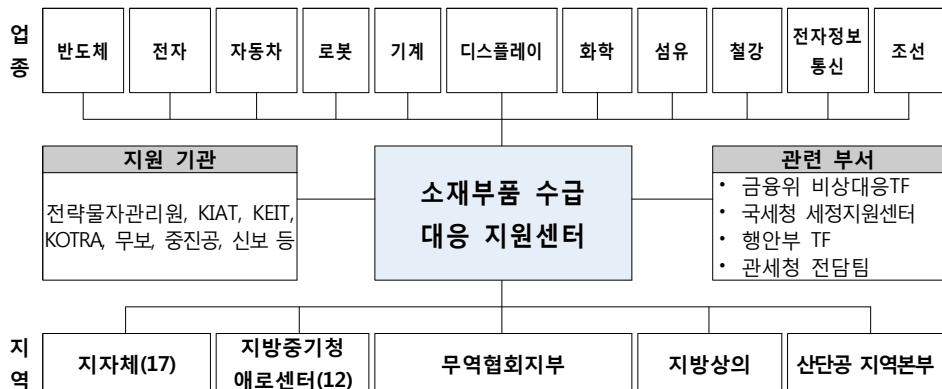 업
종
반도체
전자
자동차
로봇
기계
디스플레이
화학
섬유
철강
전자정보
통신
조선
지원 기관
전략물자관리원, KIAT, KEIT,
KOTRA, 무보, 중진공, 신보 등
소재부품 수급
대응 지원센터
관련 부서
• 금융위 비상대응TF
• 국세청 세정지원센터
• 행안부 TF
• 관세청 전담팀
지
역
지자체(17)
지방중기청
애로센터(12)
무역협회지부
지방상의
산단공 지역본부